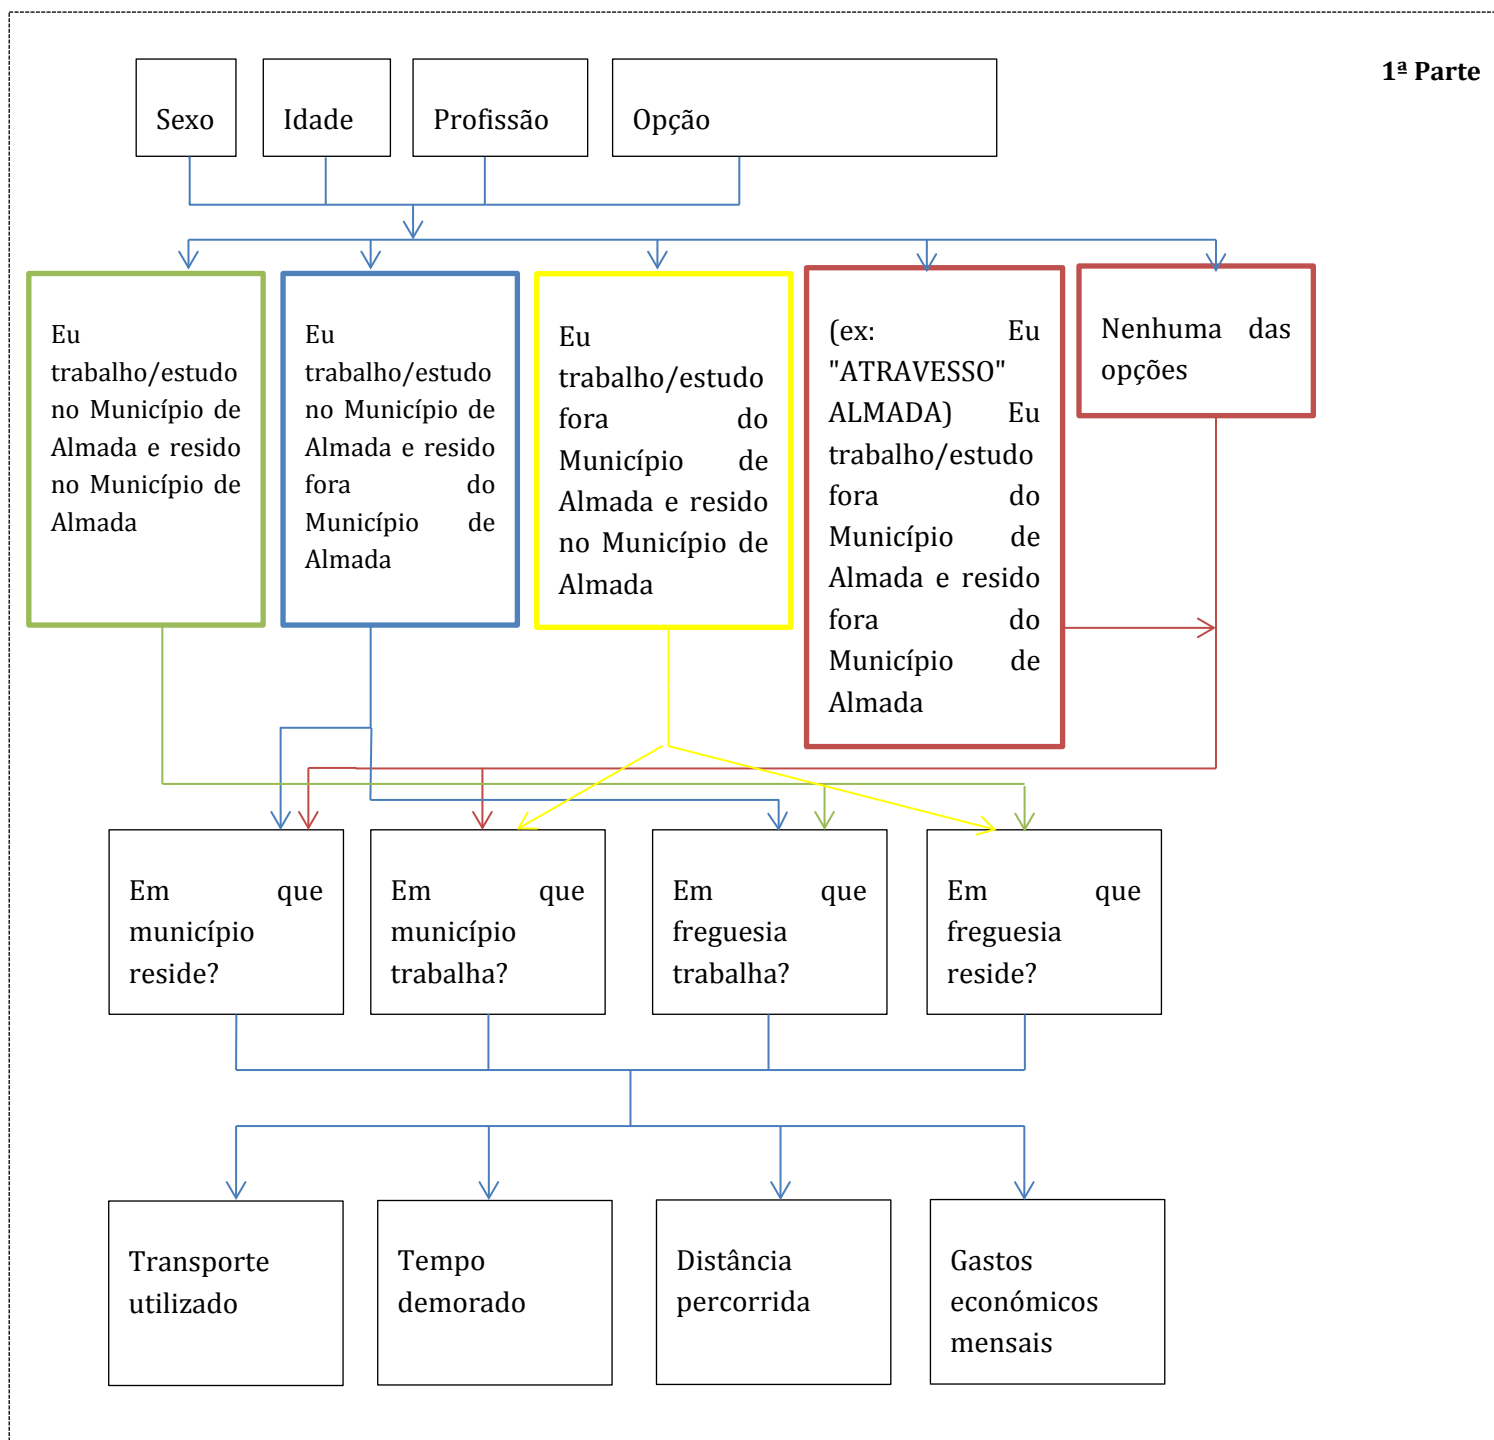 1ª Parte
Sexo
Idade
Profissão
Opção
Eu
trabalho/estudo
no Município de
Almada e resido
no Município de
Almada
Eu
trabalho/estudo
no Município de
Almada e resido
fora do
Município de
Almada
Eu
trabalho/estudo
fora do
Município de
Almada e resido
no Município de
Almada
(ex: Eu
"ATRAVESSO"
ALMADA) Eu
trabalho/estudo
fora do
Município de
Almada e resido
fora do
Município de
Almada
Nenhuma das
opções
Em que
município
reside?
Em que
município
trabalha?
Em que
freguesia
trabalha?
Em que
freguesia
reside?
Transporte
utilizado
Tempo
demorado
Distância
percorrida
Gastos
económicos
mensais